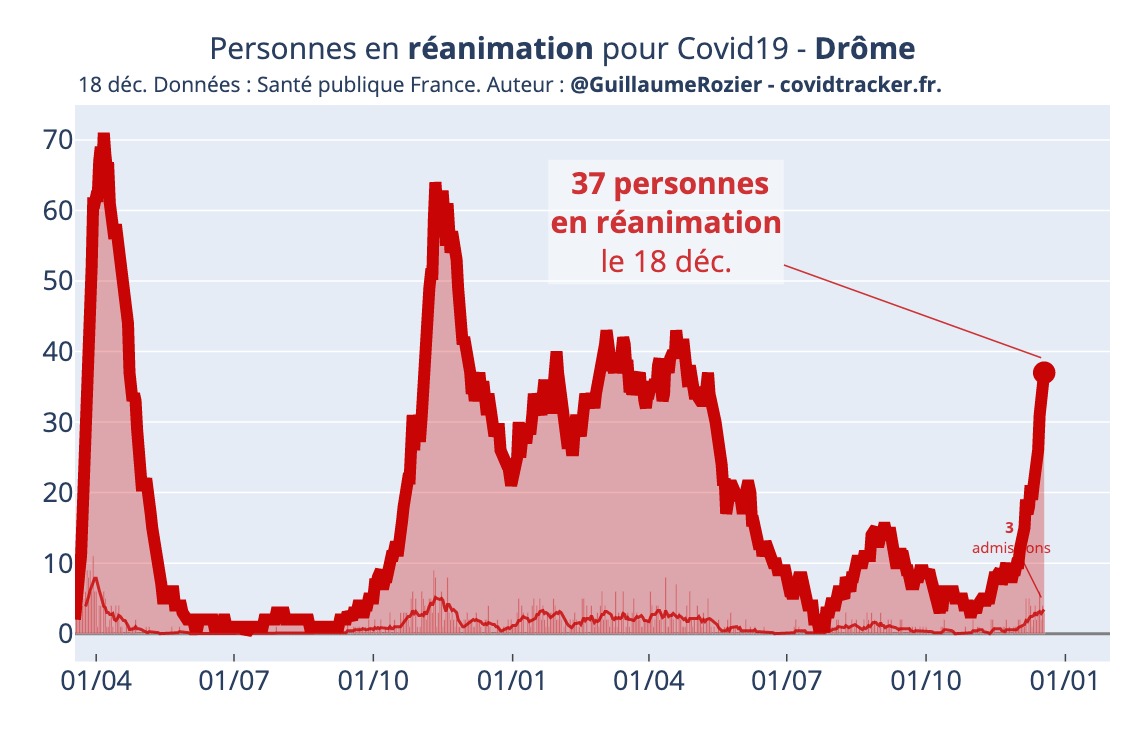 Personnes en réanimation pour Covid19 - Drôme
18 déc. Données : Santé publique France. Auteur : @GuillaumeRozier - covidtracker.fr.
70
60
50
40
30
20
10
0
37 personnes
en réanimation
le 18 déc.
3
admissions
01/04
01/07
01/10
01/01
01/04
01/07
01/10
01/01